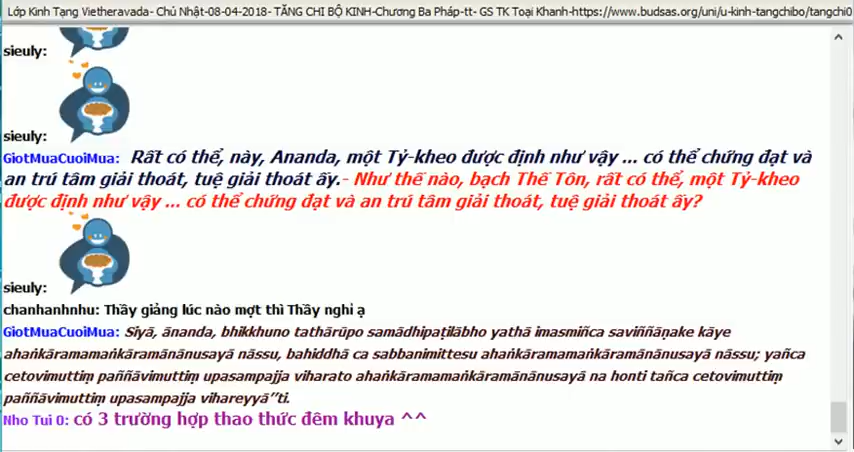 Lớp Kinh Tạng Vietheravada- Chủ Nhật-08-04-2018- TĂNG CHI BỘ KINH-Chương Ba Pháp-tt- GS TK Toại Khanh-https://www.budsas.org/uni/u-kinh-tangchibo/tangchi0
sieuly:
sieuly:
GiotMuaCuoiMua: Rất có thể, này, Ananda, một Tỷ-kheo được định như vậy ... có thể chứng đạt và
an trú tâm giải thoát, tuệ giải thoát ấy.- Như thế nào, bạch Thế Tôn, rất có thể, một Tỷ-kheo
được định như vậy ... có thể chứng đạt và an trú tâm giải thoát, tuệ giải thoát ấy?
sieuly:
chanhanhnhu: Thầy giảng lúc nào mợt thì Thầy nghỉ ạ
GiotMuaCuoiMua: Siyā, ānanda, bhikkhuno tathārūpo samādhipaṭilābho yathā imasmiñca saviññāṇake kāye
ahaṅkāramamaṅkāramānānusayā nāssu, bahiddhā ca sabbanimittesu ahaṅkāramamaṅkāramānānusayā nāssu; yañca
cetovimuttiṃ paññāvimuttiṃ upasampajja viharato ahaṅkāramamaṅkāramānānusayā na honti tañca cetovimuttiṃ
paññāvimuttiṃ upasampajja vihareyyā’’ti.
Nho Tui 0: có 3 trường hợp thao thức đêm khuya ^^